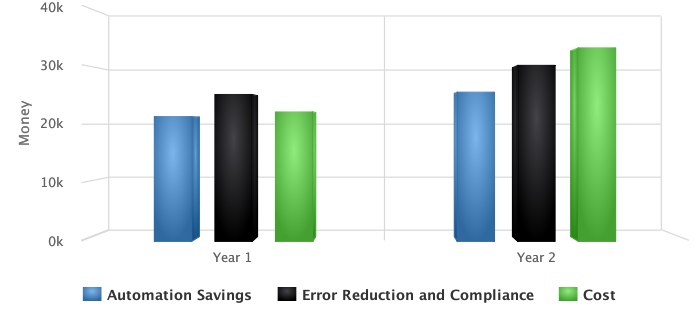 40k
30k
20k
10k
0k
Money
Year 1
Year 2
Automation Savings
Error Reduction and Compliance
Cost